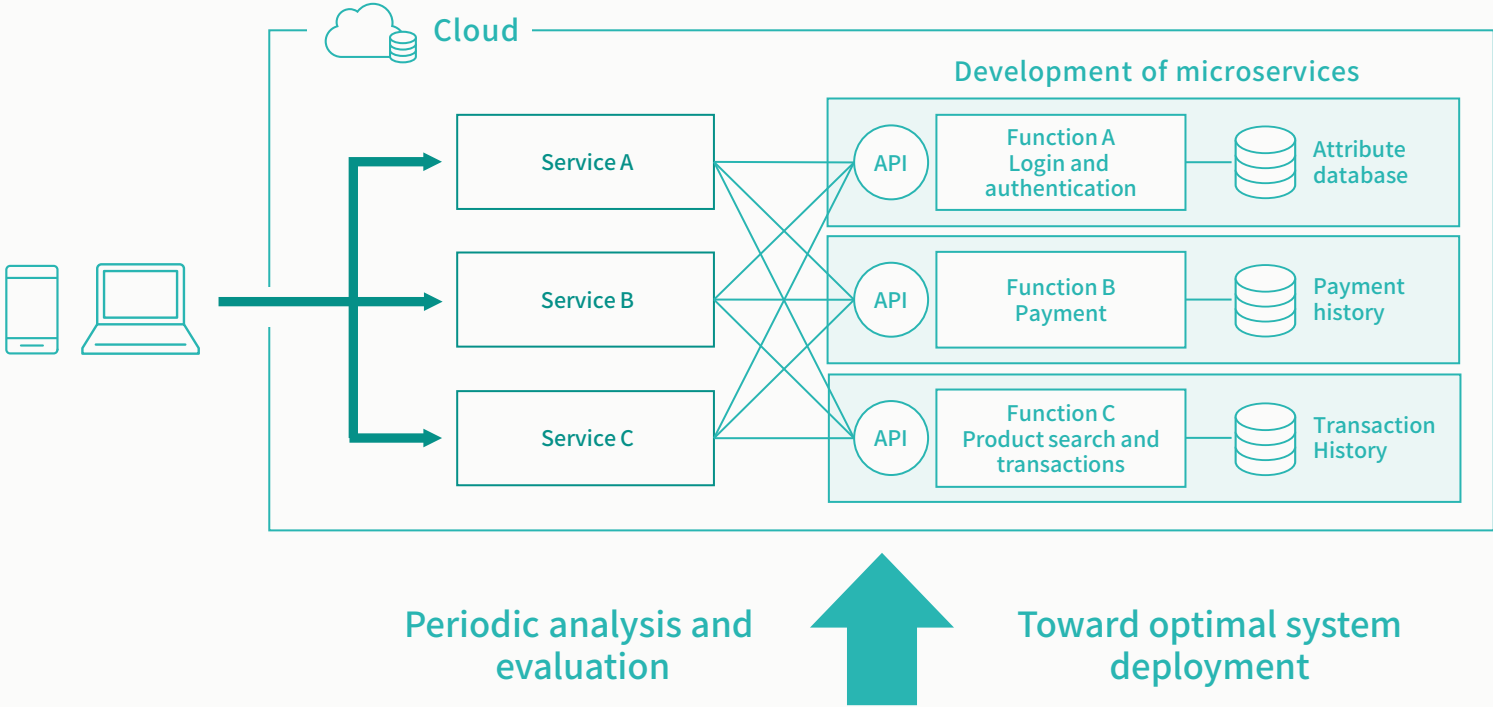 Cloud
Development of microservices
Service A
API
Function A
Login and
authentication
Attribute
database
Service B
API
Function B
Payment
Payment
history
Service C
API
Function C
Product search and
transactions
Transaction
History
Periodic analysis and
evaluation
Toward optimal system
deployment